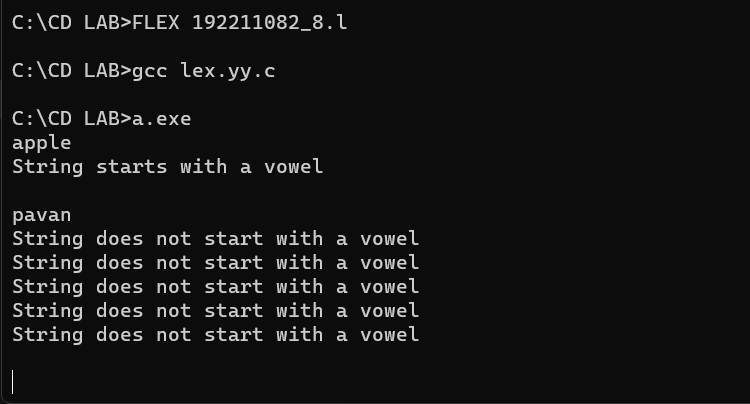 C:\CD LAB>FLEX 192211082_8.l
C:\CD LAB>gcc lex.yy.c
C:\CD LAB>a.exe
apple
String starts with a vowel
pavan
String does not start with a vowel
String does not start with a vowel
String does not start with a vowel
String does not start with a vowel
String does not start with a vowel